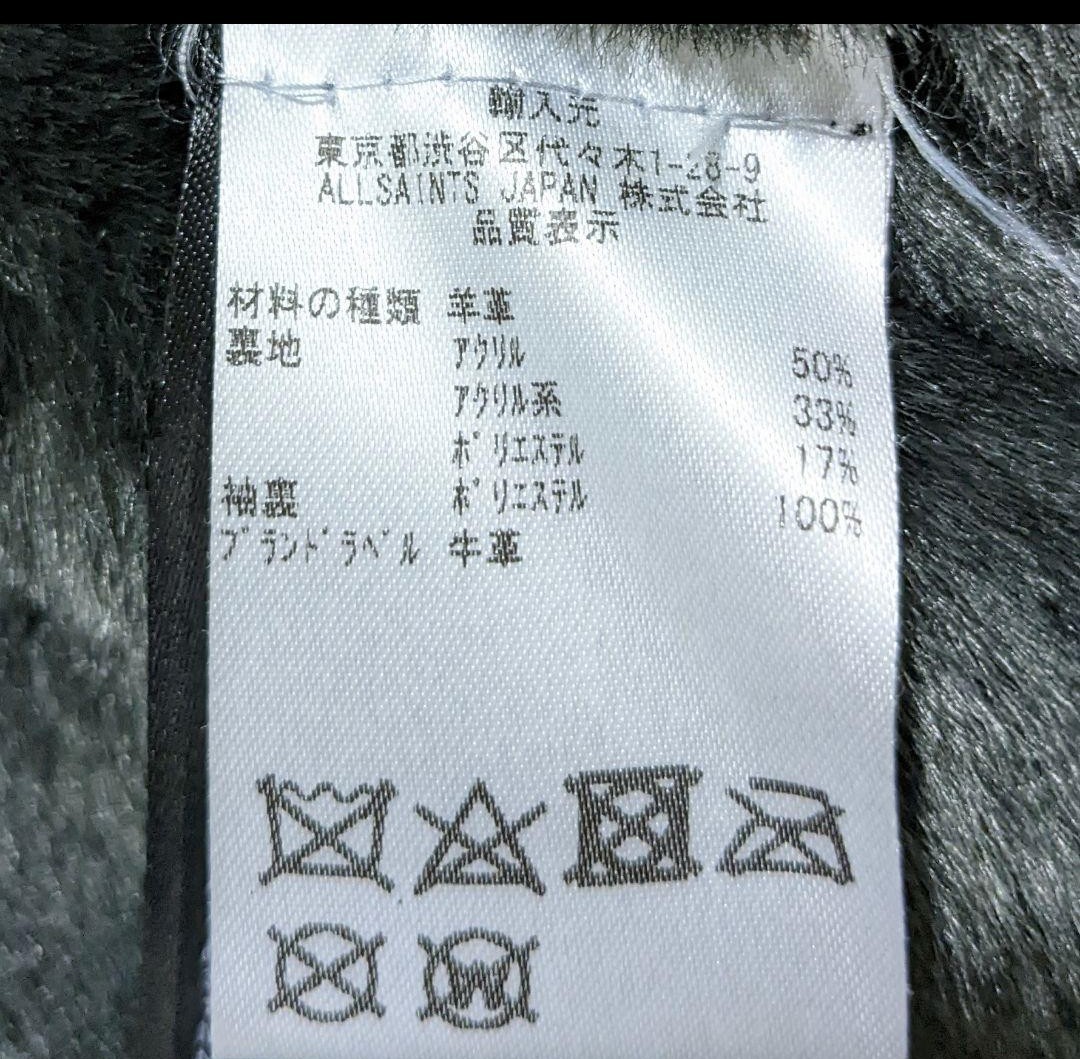 輸入元
東京都渋谷区代々木1-28-9
ALLSAINTS JAPAN 株式会社
品質表示
材料の種類 羊革
裏地 アクリル 50%
アクリル系 33%
ポリエステル 17%
袖裏 ポリエステル 100%
ブランドラベル 牛革
W